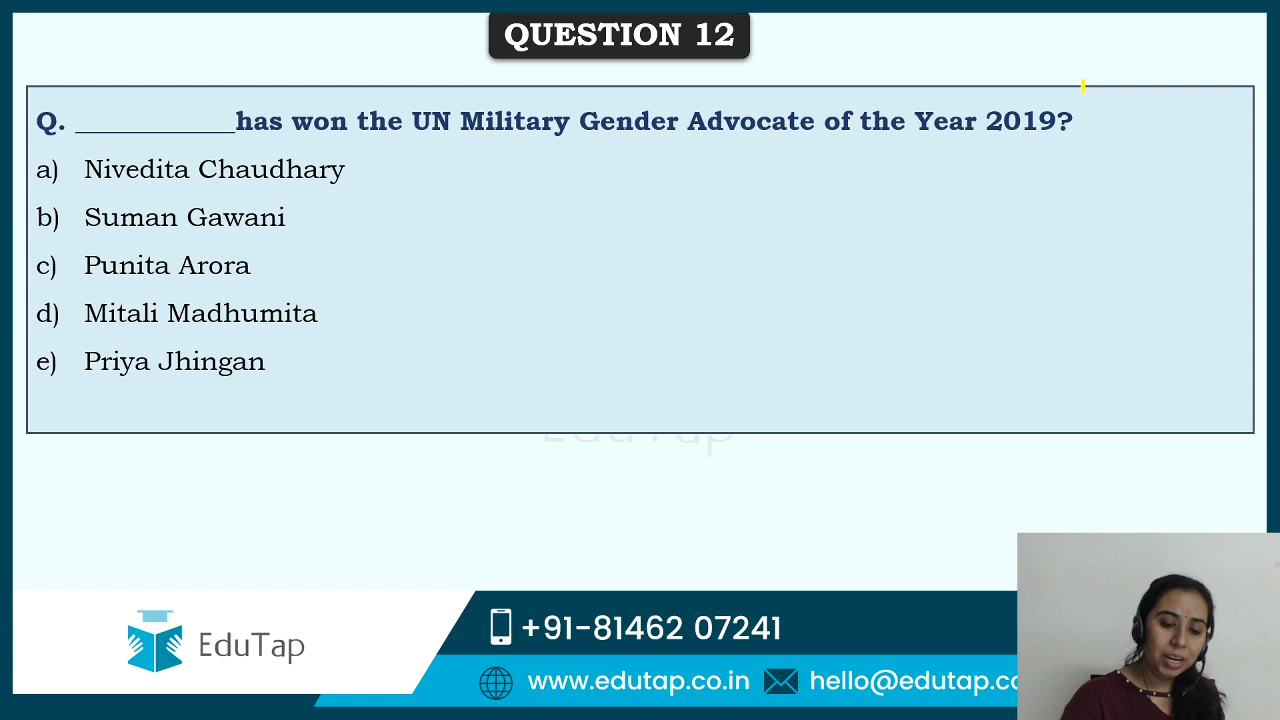 QUESTION 12
Q. ____________has won the UN Military Gender Advocate of the Year 2019?
a) Nivedita Chaudhary
b) Suman Gawani
c) Punita Arora
d) Mitali Madhumita
e) Priya Jhingan
EduTap
EduTap
+91-81462 07241
www.edutap.co.in
hello@edutap.co